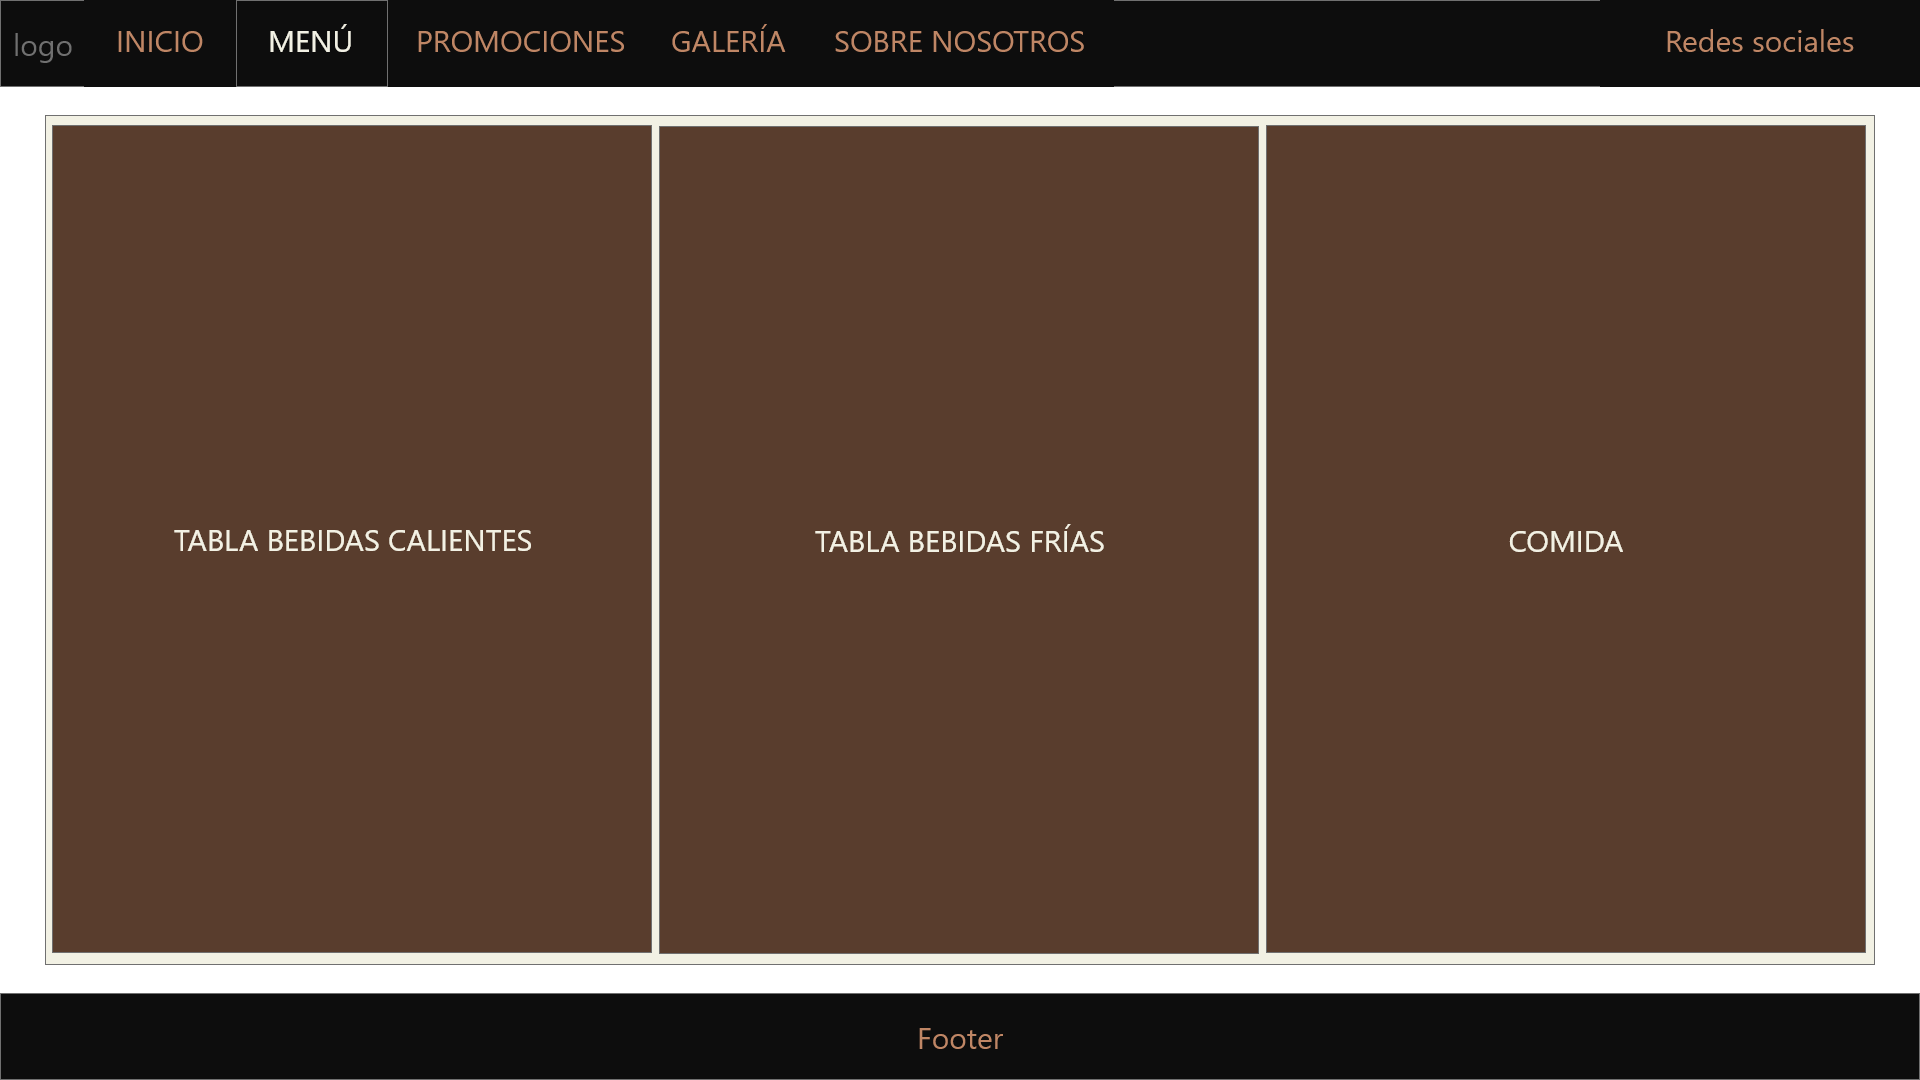 logo
INICIO
MENÚ
PROMOCIONES
GALERÍA
SOBRE NOSOTROS
Redes sociales
TABLA BEBIDAS CALIENTES
TABLA BEBIDAS FRÍAS
COMIDA
Footer